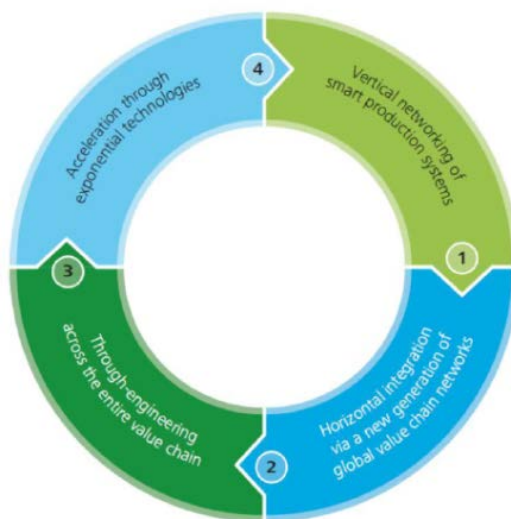 Vertical networking of
smart production systems
1
Horizontal integration
via a new generation of
global value chain networks
2
Through-engineering
across the entire value chain
3
Acceleration through
exponential technologies
4